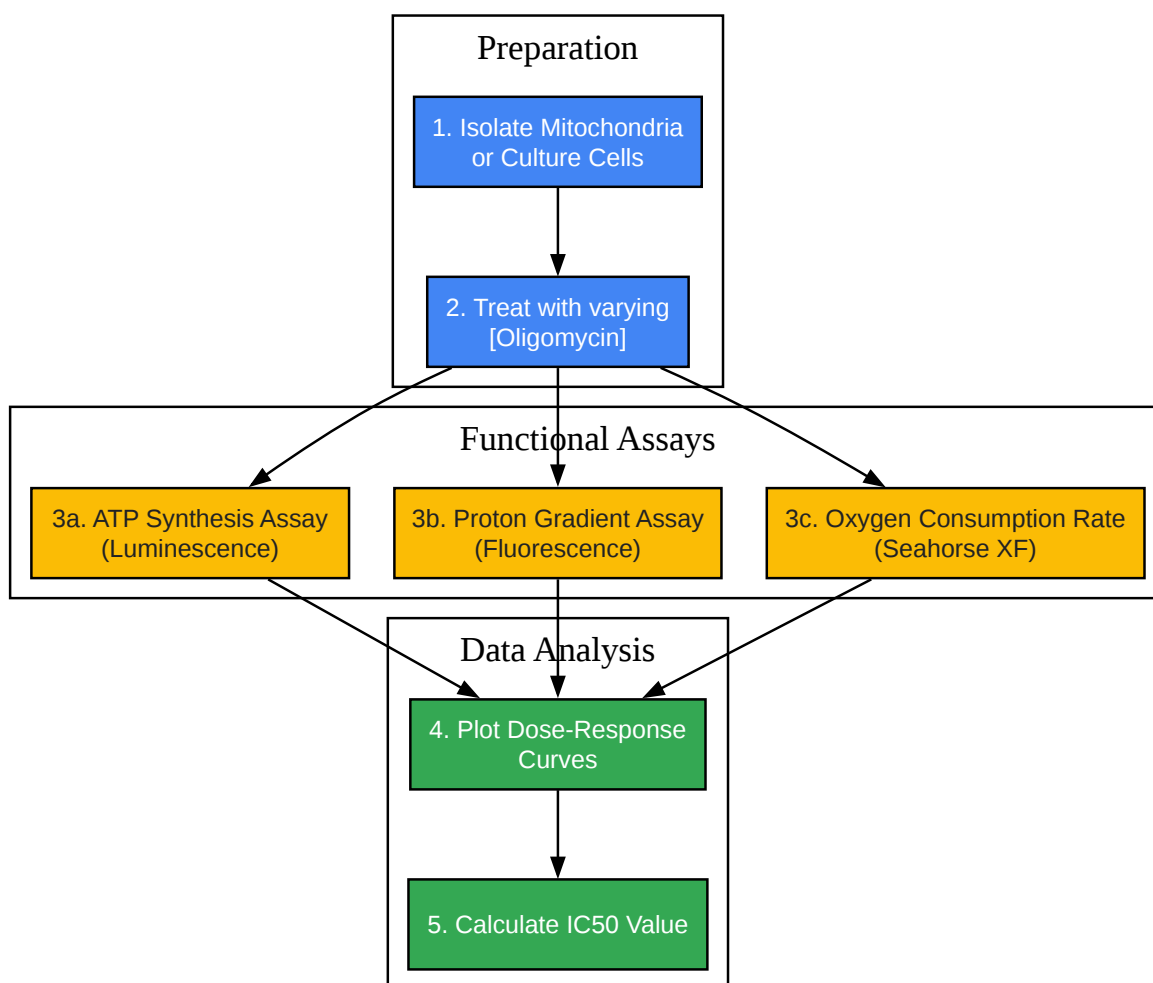 Preparation
1. Isolate Mitochondria
or Culture Cells
2. Treat with varying
[Oligomycin]
Functional Assays
3a. ATP Synthesis Assay
(Luminescence)
3b. Proton Gradient Assay
(Fluorescence)
3c. Oxygen Consumption Rate
(Seahorse XF)
Data Analysis
4. Plot Dose-Response
Curves
5. Calculate IC50 Value